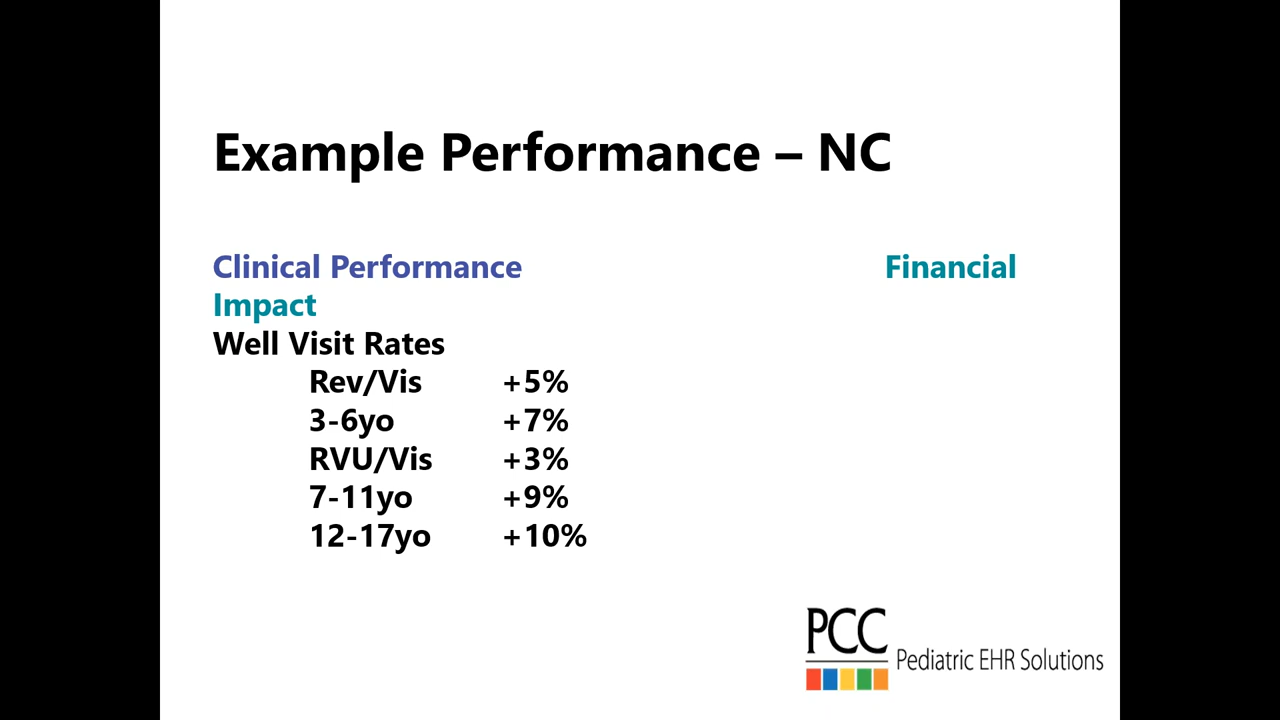 Example Performance – NC
Clinical Performance Financial
Impact
Well Visit Rates
Rev/Vis +5%
3-6yo +7%
RVU/Vis +3%
7-11yo +9%
12-17yo +10%
PCC
Pediatric EHR Solutions